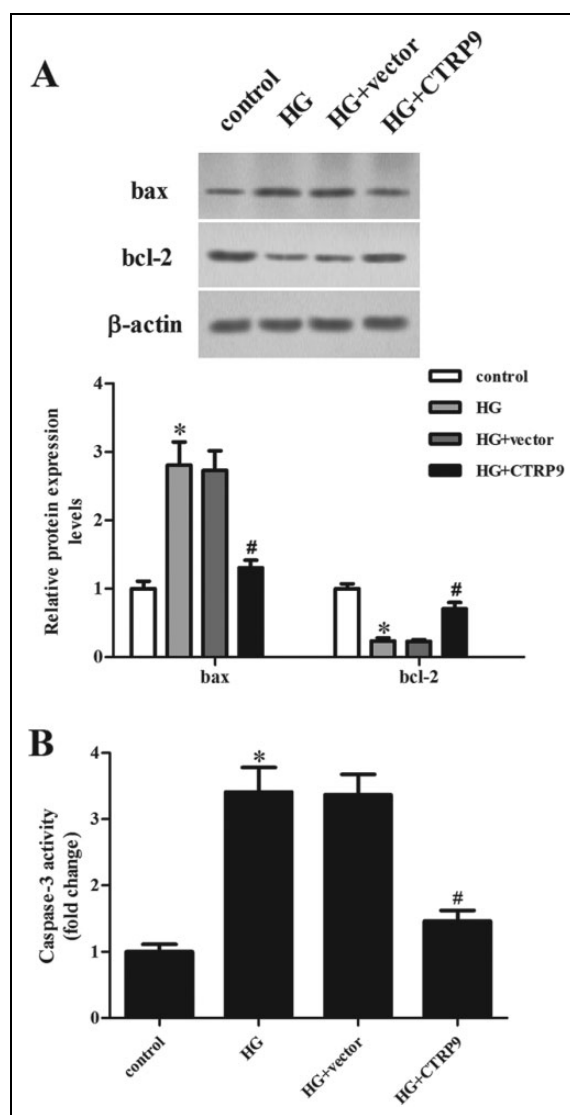 A
control
HG
HG+vector
HG+CTRP9
bax
bcl-2
β-actin
control
HG
HG+vector
HG+CTRP9
Relative protein expression
levels
4
3
2
1
0
*
#
*
#
bax
bcl-2
B
Caspase-3 activity
(fold change)
4
3
2
1
0
*
#
control
HG
HG+vector
HG+CTRP9